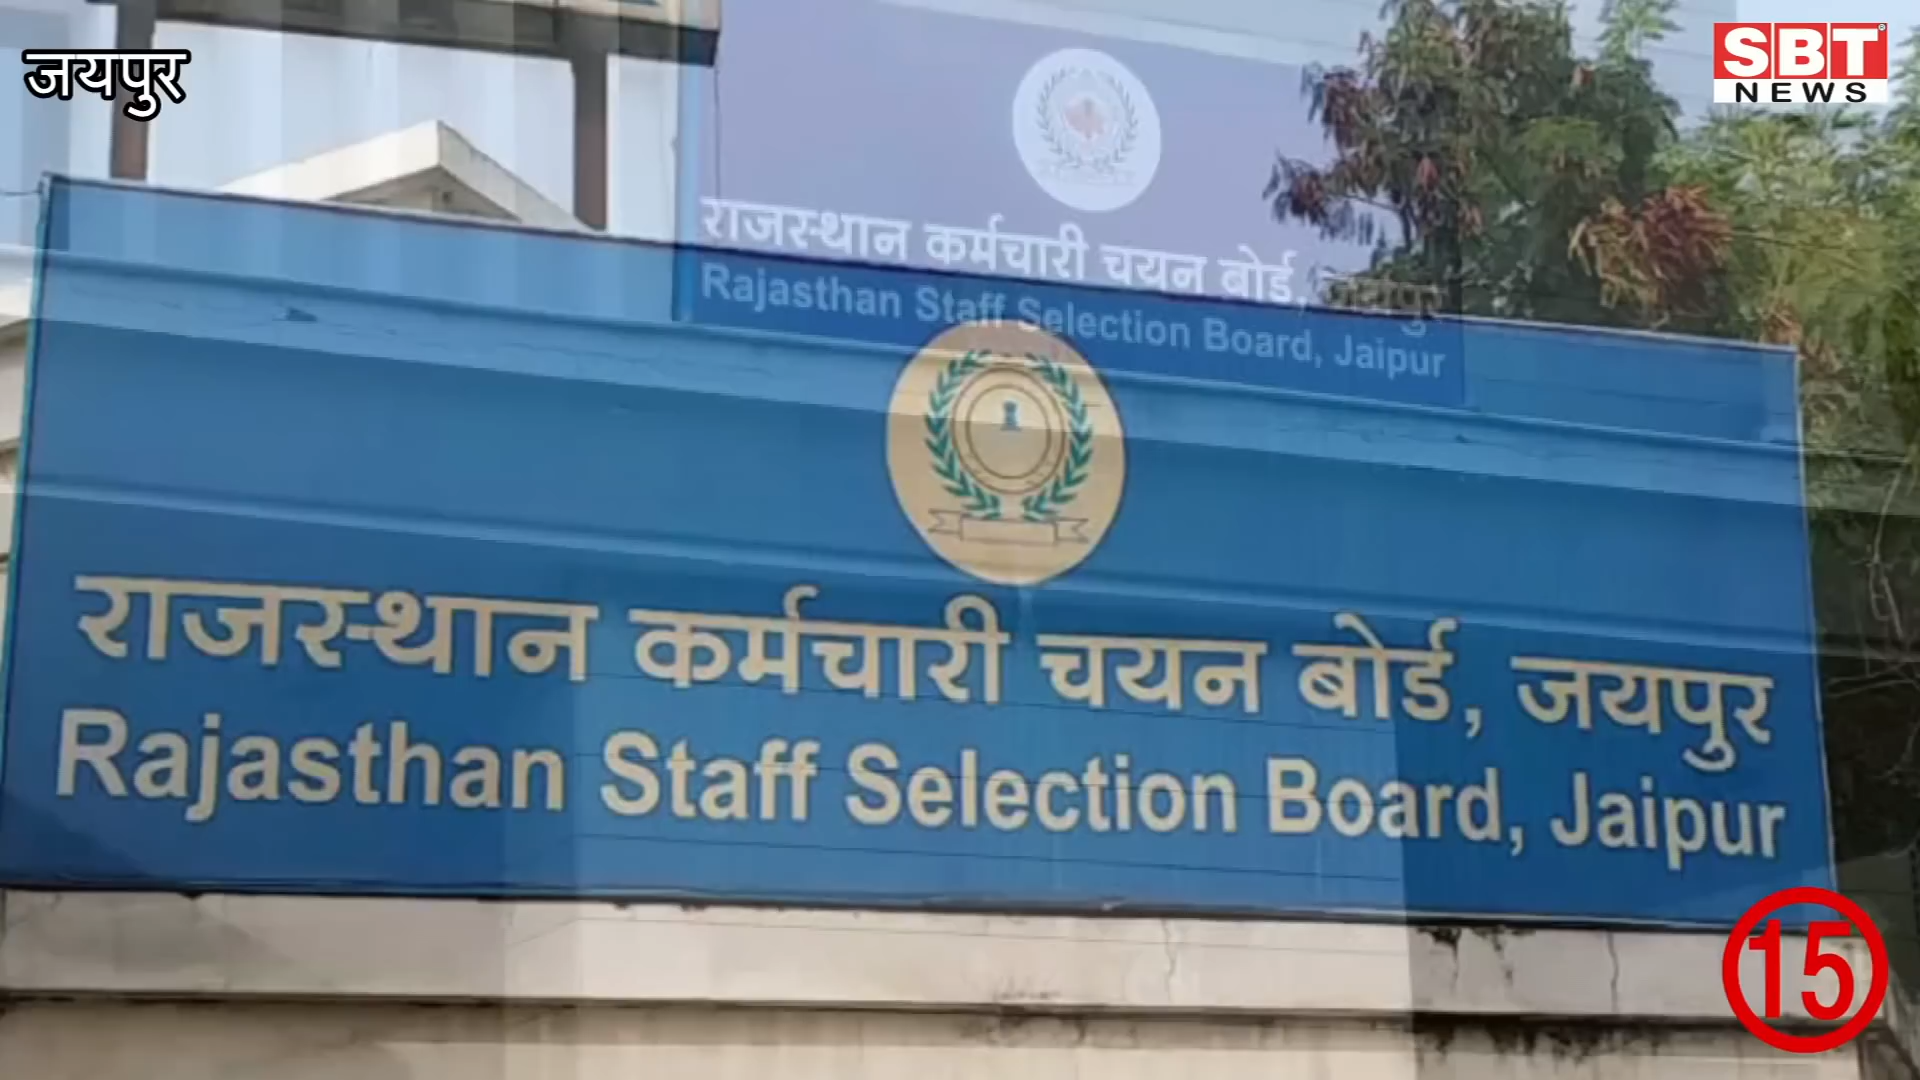 जयपुर
SBT
NEWS
राजस्थान कर्मचारी चयन बोर्ड, जयपुर
Rajasthan Staff Selection Board, Jaipur
राजस्थान कर्मचारी चयन बोर्ड, जयपुर
Rajasthan Staff Selection Board, Jaipur
15